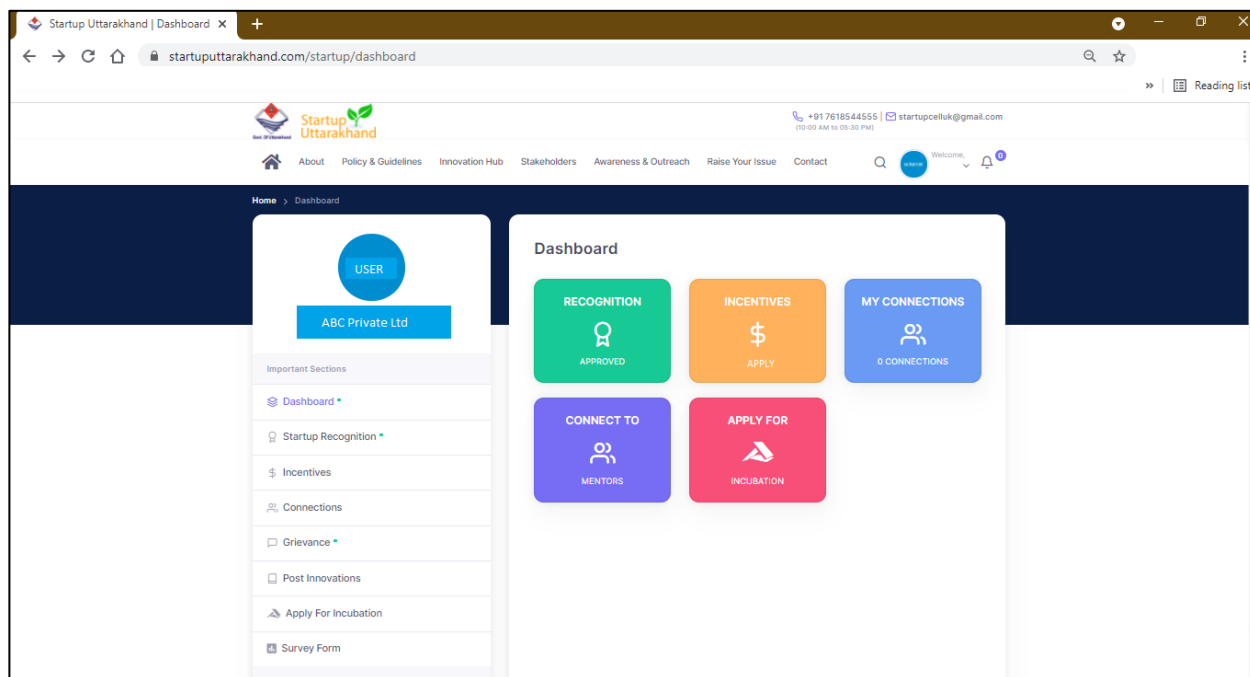 Startup Uttarakhand | Dashboard
startuputtarakhand.com/startup/dashboard
» Reading list
Startup
Uttarakhand
Govt. Of Uttarakhand
+91 7618544555 | startupcelluk@gmail.com
(10:00 AM to 05:30 PM)
About Policy & Guidelines Innovation Hub Stakeholders Awareness & Outreach Raise Your Issue Contact
Welcome,
0
Home > Dashboard
USER
ABC Private Ltd
Important Sections
Dashboard
Startup Recognition
$ Incentives
Connections
Grievance
Post Innovations
Apply For Incubation
Survey Form
Dashboard
RECOGNITION
APPROVED
INCENTIVES
$
APPLY
MY CONNECTIONS
0 CONNECTIONS
CONNECT TO
MENTORS
APPLY FOR
INCUBATION